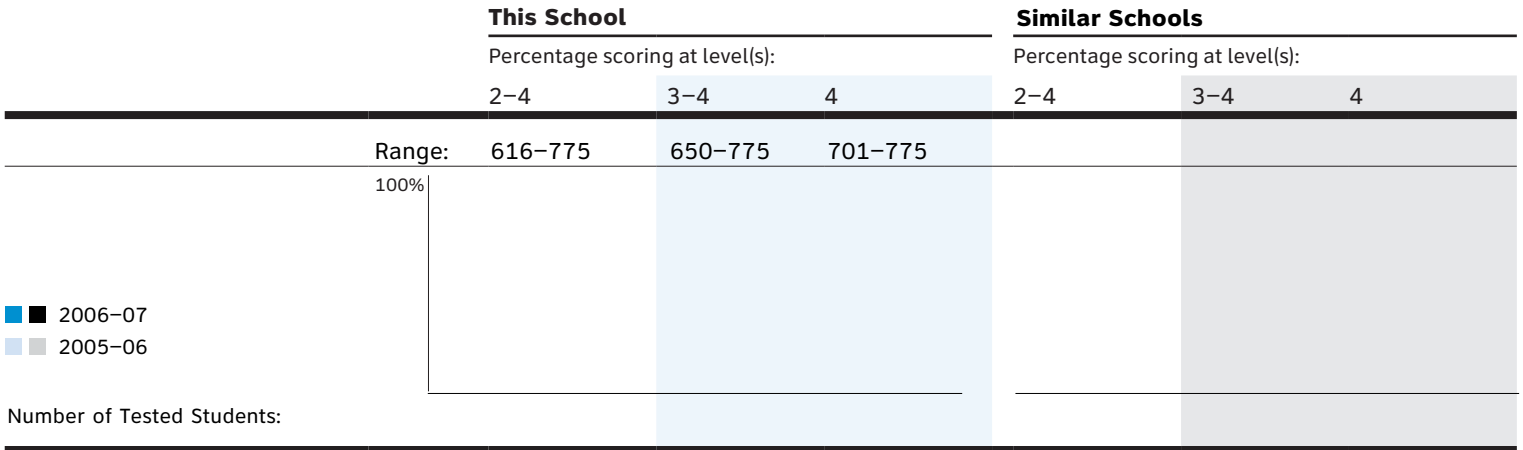 This School Similar Schools
Percentage scoring at level(s): Percentage scoring at level(s):
2–4 3–4 4 2–4 3–4 4
Range: 616–775 650–775 701–775
100%
2006–07
2005–06
Number of Tested Students: